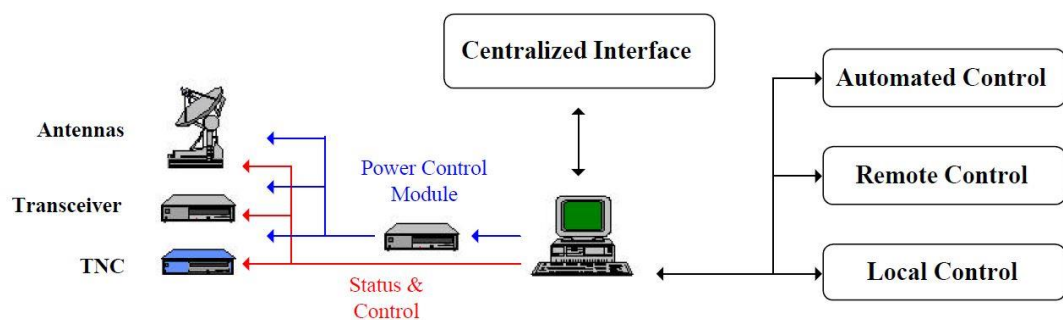 Centralized Interface
Automated Control
Antennas
Power Control
Module
Remote Control
Transceiver
TNC
Status &
Control
Local Control